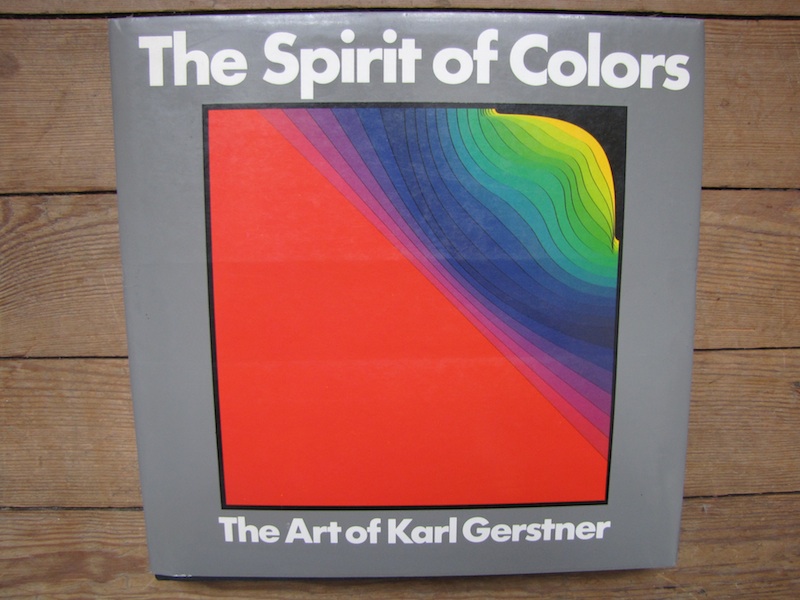 The Spirit of Colors
The Art of Karl Gerstner